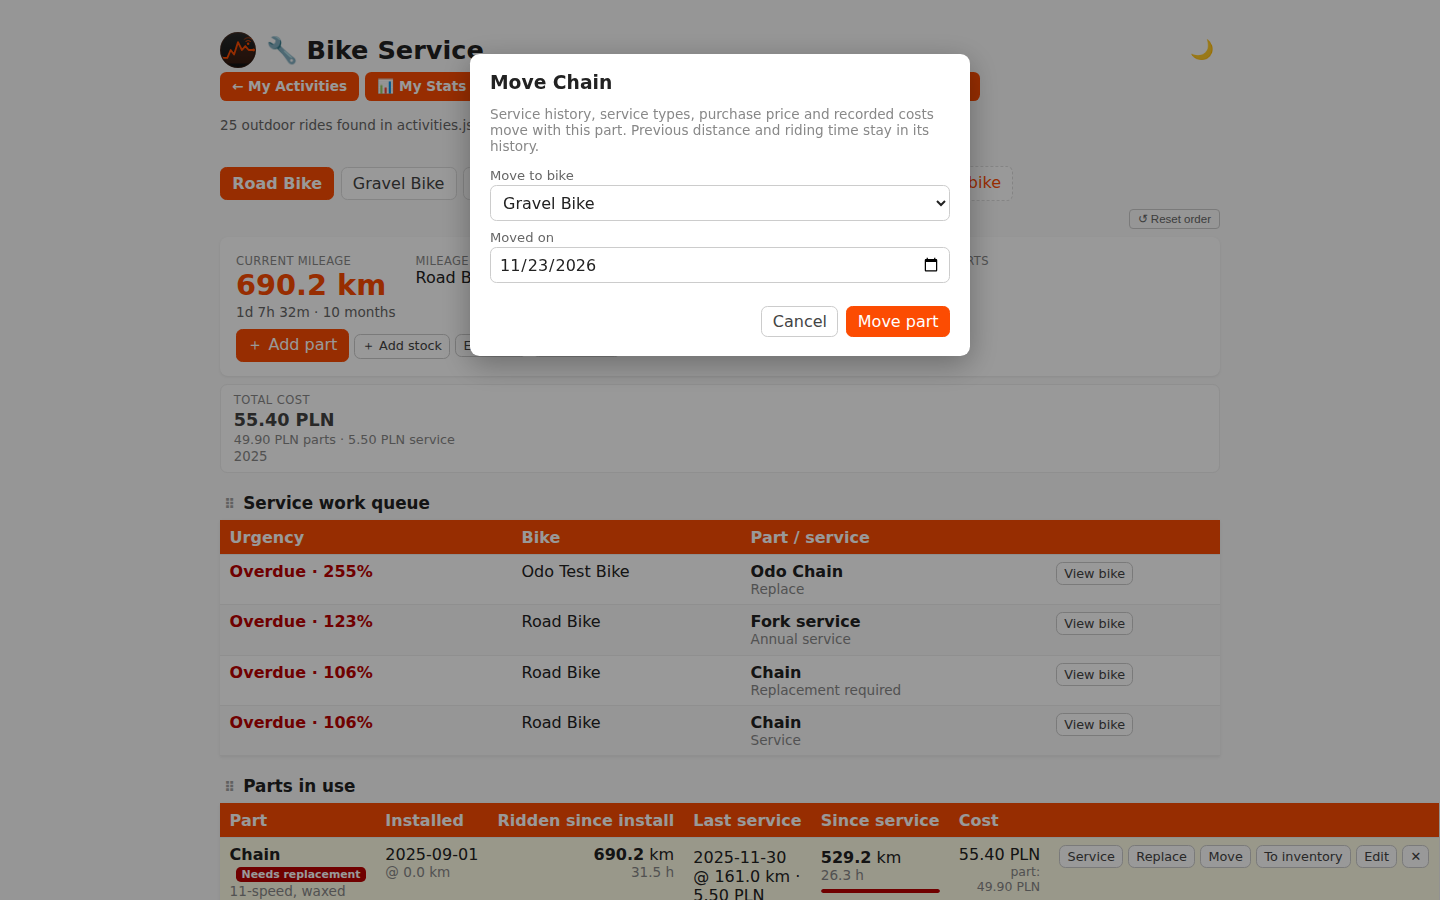 🔧 Bike Service
🌙
← My Activities
📊 My Stats
25 outdoor rides found in activities.js
Road Bike
Gravel Bike
bike
↺ Reset order
CURRENT MILEAGE
690.2 km
1d 7h 32m · 10 months
MILEAGE
Road B
RTS
+ Add part
+ Add stock
E
Move Chain
Service history, service types, purchase price and recorded costs
move with this part. Previous distance and riding time stay in its
history.
Move to bike
Gravel Bike
Moved on
11/23/2026
Cancel
Move part
TOTAL COST
55.40 PLN
49.90 PLN parts · 5.50 PLN service
2025
⠿ Service work queue
Urgency Bike Part / service
Overdue · 255% Odo Test Bike Odo Chain View bike
Replace
Overdue · 123% Road Bike Fork service View bike
Annual service
Overdue · 106% Road Bike Chain View bike
Replacement required
Overdue · 106% Road Bike Chain View bike
Service
⠿ Parts in use
Part Installed Ridden since install Last service Since service Cost
Chain
Needs replacement
11-speed, waxed
2025-09-01
@ 0.0 km
690.2 km
31.5 h
2025-11-30
@ 161.0 km ·
5.50 PLN
529.2 km
26.3 h
55.40 PLN
part:
49.90 PLN
Service Replace Move To inventory Edit ✕